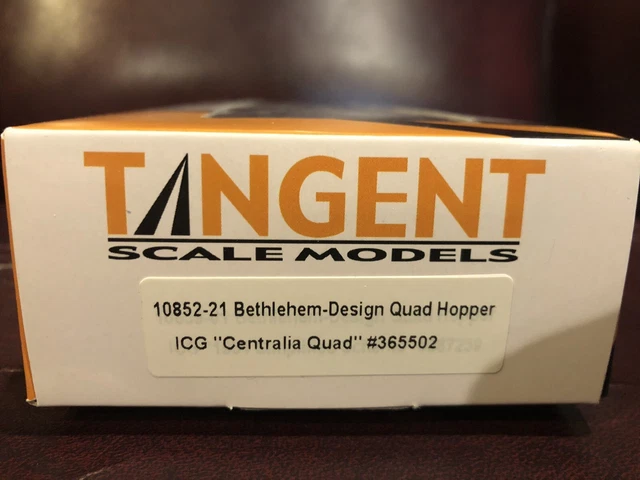 TANGENT
SCALE MODELS
10852-21 Bethlehem-Design Quad Hopper
ICG "Centralia Quad" #365502